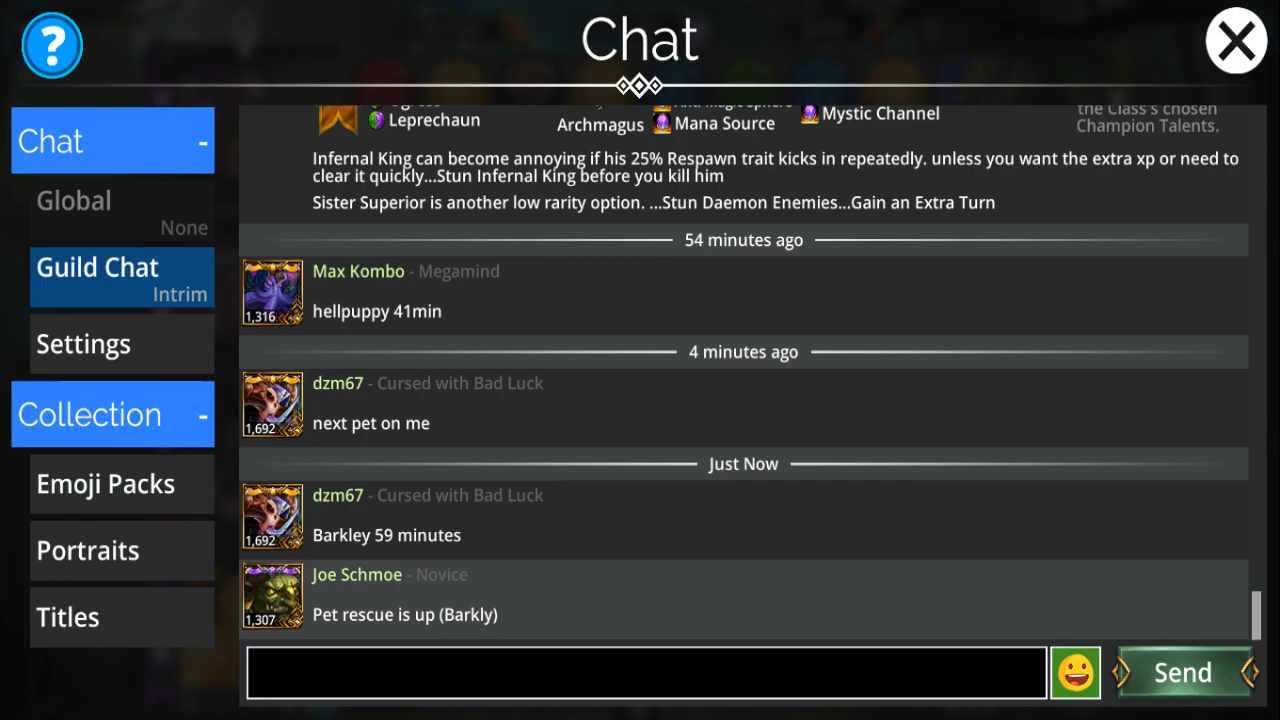 ?
Chat
Chat -
Global
None
Guild Chat
Intrim
Settings
Collection -
Emoji Packs
Portraits
Titles
Leprechaun
Archmagus
Mana Source
Mystic Channel
the Class's chosen
Champion Talents.
Infernal King can become annoying if his 25% Respawn trait kicks in repeatedly. unless you want the extra xp or need to
clear it quickly...Stun Infernal King before you kill him
Sister Superior is another low rarity option. ...Stun Daemon Enemies...Gain an Extra Turn
54 minutes ago
Max Kombo - Megamind
1,316
hellpuppy 41min
4 minutes ago
dzm67 - Cursed with Bad Luck
1,692
next pet on me
Just Now
dzm67 - Cursed with Bad Luck
1,692
Barkley 59 minutes
Joe Schmoe - Novice
1,307
Pet rescue is up (Barkly)
Send